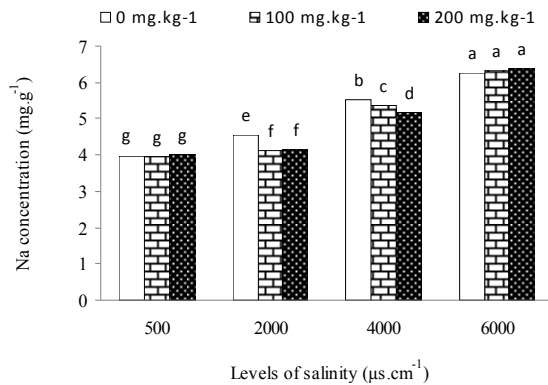 0 mg.kg-1 100 mg.kg-1 200 mg.kg-1
7
6
5
4
3
2
1
0
Na concentration (mg.g-1)
g g g
e f f
b c d
a a a
500 2000 4000 6000
Levels of salinity (µs.cm-1)